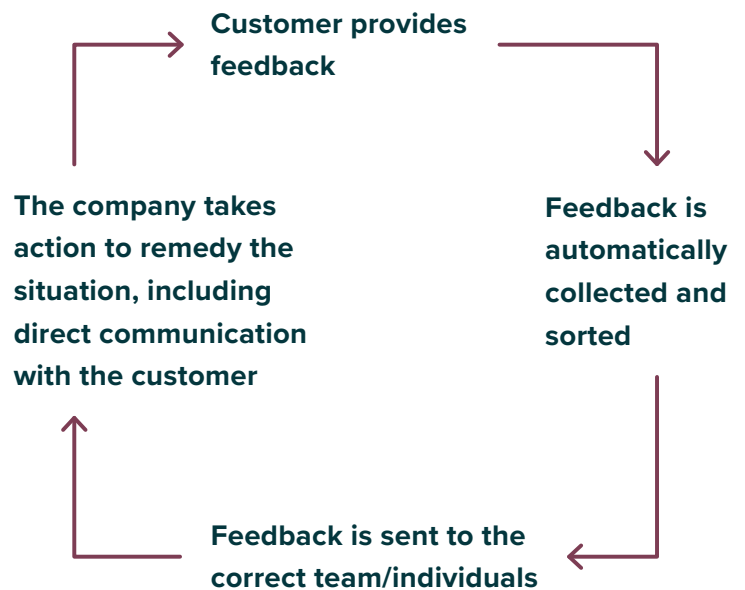 Customer provides
feedback
Feedback is
automatically
collected and
sorted
Feedback is sent to the
correct team/individuals
The company takes
action to remedy the
situation, including
direct communication
with the customer